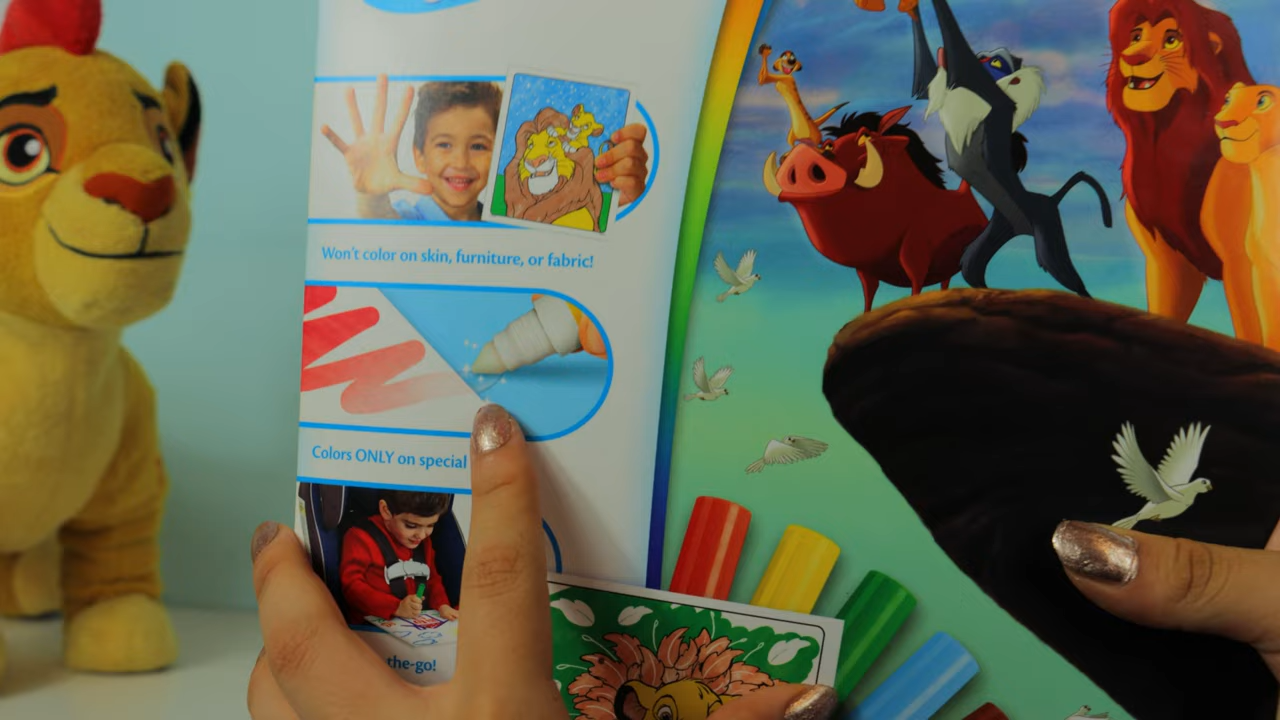 Won't color on skin, furniture, or fabric!
Colors ONLY on special
the-go!